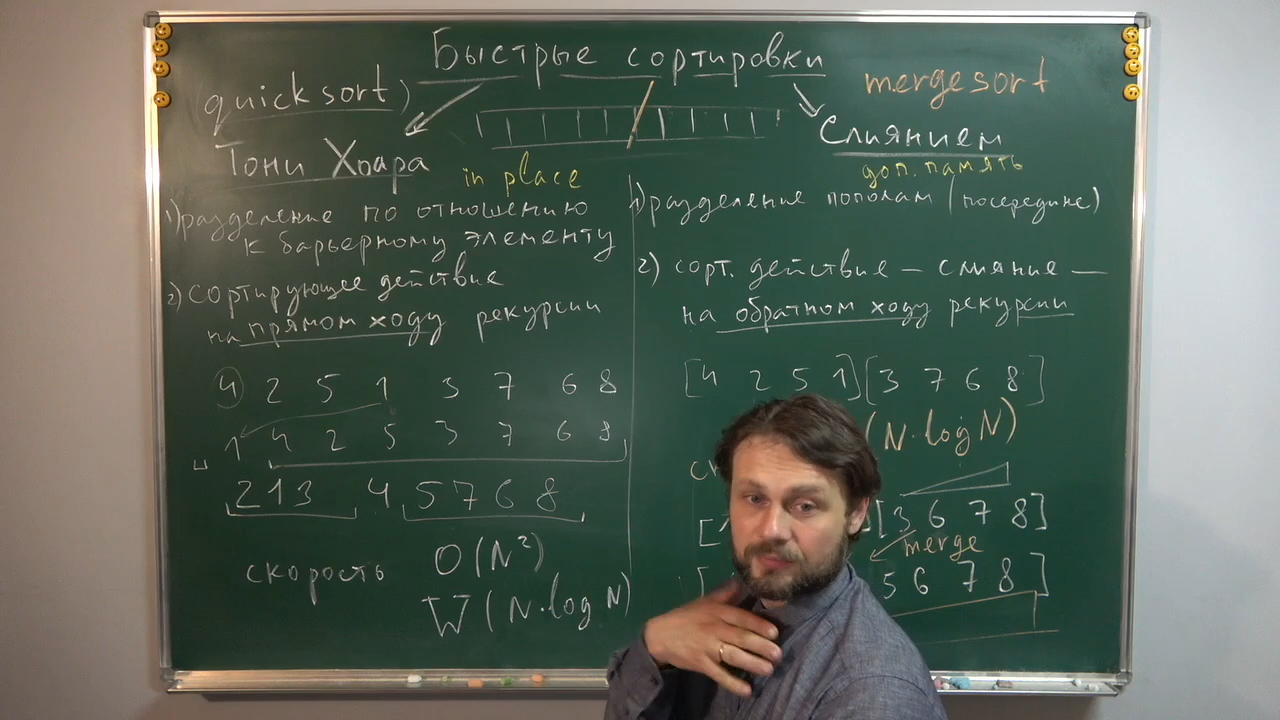 Быстрые сортировки
(quick sort)
Тони Хоара
in place
1) разделение по отношению
к барьерному элементу
2) сортирующее действие
на прямом ходу рекурсии
4 2 5 1 3 7 6 8
1 4 2 5 3 7 6 8
2 1 3 4 5 7 6 8
скорость O(N²)
W(N·log N)
mergesort
Слиянием
доп. память
1) разделение пополам (посередине)
2) сорт. действие – слияние –
на обратном ходу рекурсии
[4 2 5 1][3 7 6 8]
(N·log N)
[3 6 7 8]
merge
5 6 7 8]